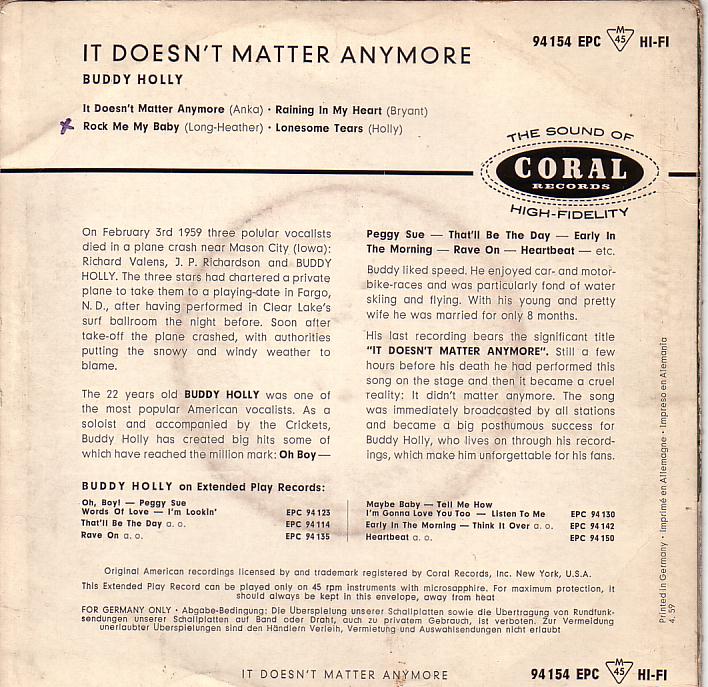 IT DOESN'T MATTER ANYMORE
BUDDY HOLLY
94154 EPC M 45 HI-FI
It Doesn't Matter Anymore (Anka) · Raining In My Heart (Bryant)
Rock Me My Baby (Long-Heather) · Lonesome Tears (Holly)
THE SOUND OF
CORAL
RECORDS
HIGH-FIDELITY
On February 3rd 1959 three polular vocalists
died in a plane crash near Mason City (Iowa):
Richard Valens, J. P. Richardson and BUDDY
HOLLY. The three stars had chartered a private
plane to take them to a playing-date in Fargo,
N. D., after having performed in Clear Lake's
surf ballroom the night before. Soon after
take-off the plane crashed, with authorities
putting the snowy and windy weather to
blame.
The 22 years old BUDDY HOLLY was one of
the most popular American vocalists. As a
soloist and accompanied by the Crickets,
Buddy Holly has created big hits some of
which have reached the million mark: Oh Boy —
Peggy Sue — That'll Be The Day — Early In
The Morning — Rave On — Heartbeat — etc.
Buddy liked speed. He enjoyed car- and motor-
bike-races and was particularly fond of water
skiing and flying. With his young and pretty
wife he was married for only 8 months.
His last recording bears the significant title
"IT DOESN'T MATTER ANYMORE". Still a few
hours before his death he had performed this
song on the stage and then it became a cruel
reality: It didn't matter anymore. The song
was immediately broadcasted by all stations
and became a big posthumous success for
Buddy Holly, who lives on through his record-
ings, which make him unforgettable for his fans.
BUDDY HOLLY on Extended Play Records:
Oh, Boy! — Peggy Sue
Words Of Love — I'm Lookin' EPC 94123
That'll Be The Day a. o. EPC 94114
Rave On a. o. EPC 94135
Maybe Baby — Tell Me How
I'm Gonna Love You Too — Listen To Me EPC 94130
Early In The Morning — Think It Over a. o. EPC 94142
Heartbeat a. o. EPC 94150
Original American recordings licensed by and trademark registered by Coral Records, Inc. New York, U.S.A.
This Extended Play Record can be played only on 45 rpm instruments with microsapphire. For maximum protection, it
should always be kept in this envelope, away from heat
FOR GERMANY ONLY · Abgabe-Bedingung: Die Überspielung unserer Schallplatten sowie die Übertragung von Rundfunk-
sendungen unserer Schallplatten auf Band oder Draht, auch zu privatem Gebrauch, ist verboten. Zur Vermeidung
unerlaubter Überspielungen sind den Händlern Verleih, Vermietung und Auswahlsendungen nicht erlaubt
Printed in Germany · Imprimé en Allemagne · Impreso en Alemania
4. 59
IT DOESN'T MATTER ANYMORE
94154 EPC M 45 HI-FI